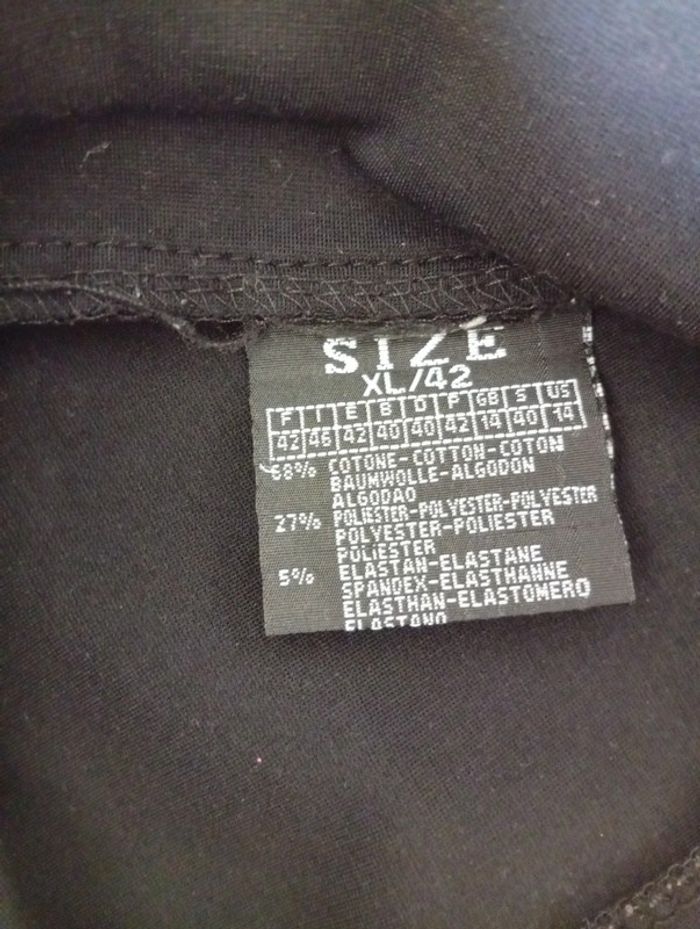 SIZE
XL/42
F I E B D P GB S US
42 46 42 40 40 42 14 40 14
68% COTONE-COTTON-COTON
BAUMWOLLE-ALGODON
ALGODAO
27% POLIESTER-POLYESTER-POLYESTER
POLYESTER-POLIESTER
POLIESTER
5% ELASTAN-ELASTANE
SPANDEX-ELASTHANNE
ELASTHAN-ELASTOMERO
ELASTANO